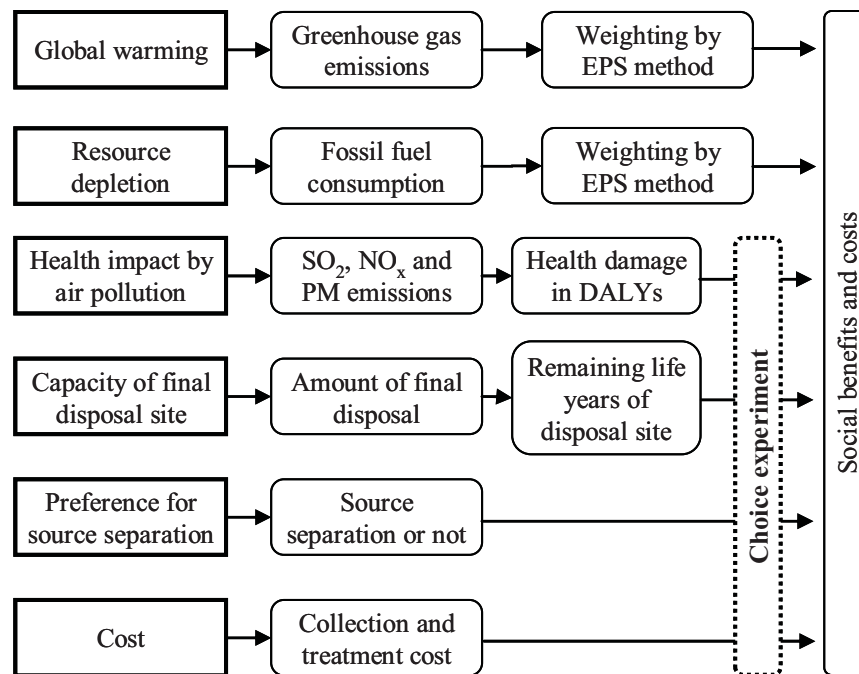 Global warming
Greenhouse gas
emissions
Weighting by
EPS method
Resource
depletion
Fossil fuel
consumption
Weighting by
EPS method
Health impact by
air pollution
SO₂, NOₓ and
PM emissions
Health damage
in DALYs
Capacity of final
disposal site
Amount of final
disposal
Remaining life
years of
disposal site
Preference for
source separation
Source
separation or not
Cost
Collection and
treatment cost
Choice experiment
Social benefits and costs